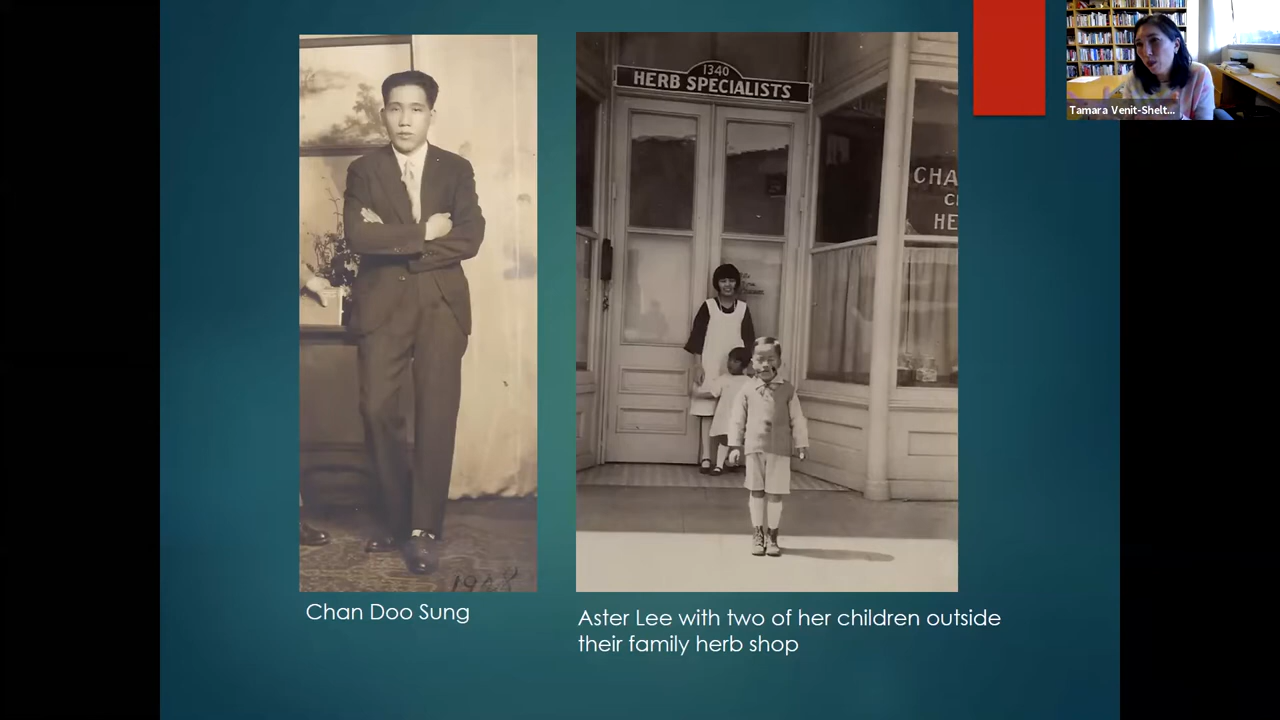 1340
HERB SPECIALISTS
CHA
C
HE
Tamara Venit-Shelt...
Chan Doo Sung
Aster Lee with two of her children outside
their family herb shop